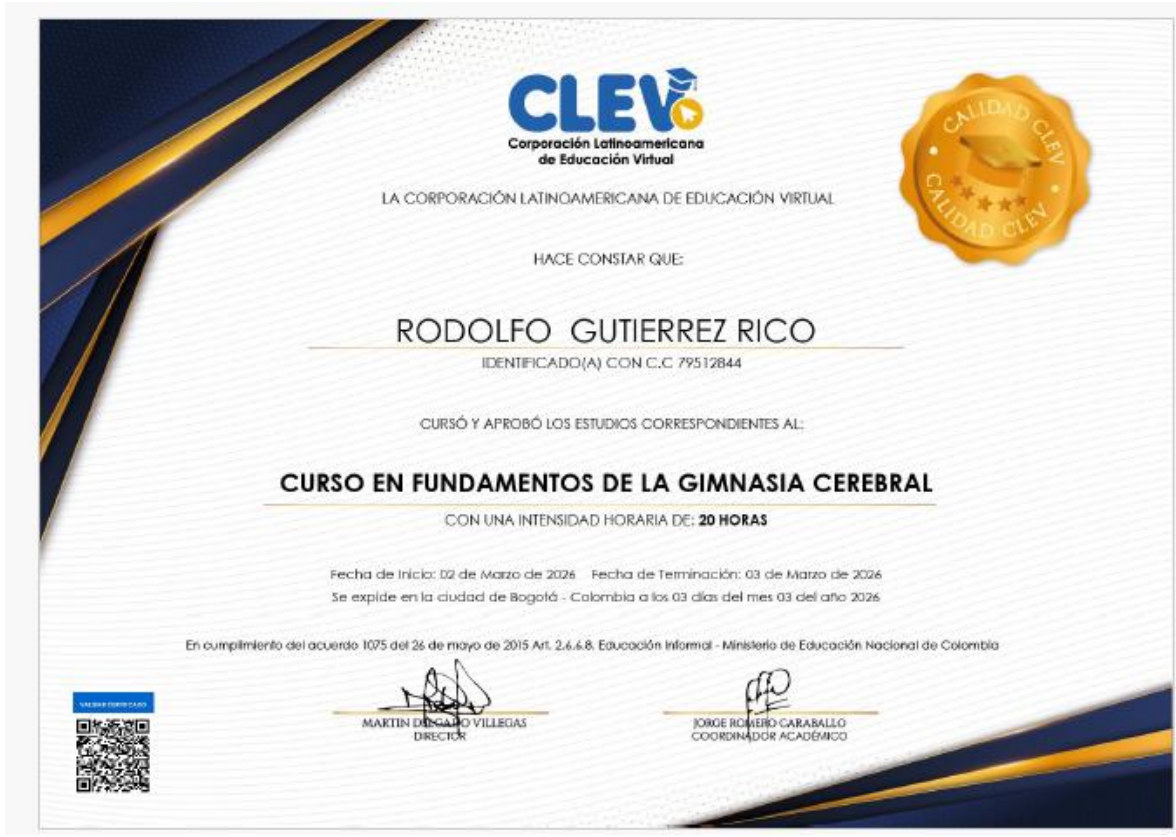 CLEV
Corporación Latinoamericana
de Educación Virtual
CALIDAD CLEV
CALIDAD CLEV
LA CORPORACIÓN LATINOAMERICANA DE EDUCACIÓN VIRTUAL
HACE CONSTAR QUE:
RODOLFO GUTIERREZ RICO
IDENTIFICADO(A) CON C.C 79512844
CURSÓ Y APROBÓ LOS ESTUDIOS CORRESPONDIENTES AL:
CURSO EN FUNDAMENTOS DE LA GIMNASIA CEREBRAL
CON UNA INTENSIDAD HORARIA DE: 20 HORAS
Fecha de Inicio: 02 de Marzo de 2026 Fecha de Terminación: 03 de Marzo de 2026
Se expide en la ciudad de Bogotá - Colombia a los 03 días del mes 03 del año 2026
En cumplimiento del acuerdo 1075 del 26 de mayo de 2015 Art. 2.6.6.8. Educación Informal - Ministerio de Educación Nacional de Colombia
VALIDAR CERTIFICADO
MARTIN DELGADO VILLEGAS
DIRECTOR
JORGE ROMERO CARABALLO
COORDINADOR ACADÉMICO